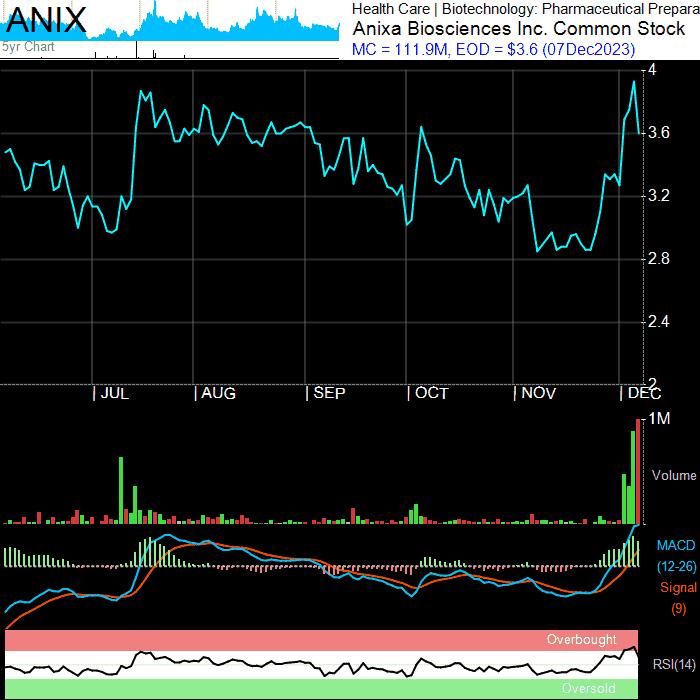 ANIX
5yr Chart
Health Care | Biotechnology: Pharmaceutical Prepara
Anixa Biosciences Inc. Common Stock
MC = 111.9M, EOD = $3.6 (07Dec2023)
4
3.6
3.2
2.8
2.4
2
| JUL | AUG | SEP | OCT | NOV | DEC
1M
Volume
MACD
(12-26)
Signal
(9)
Overbought
RSI(14)
Oversold